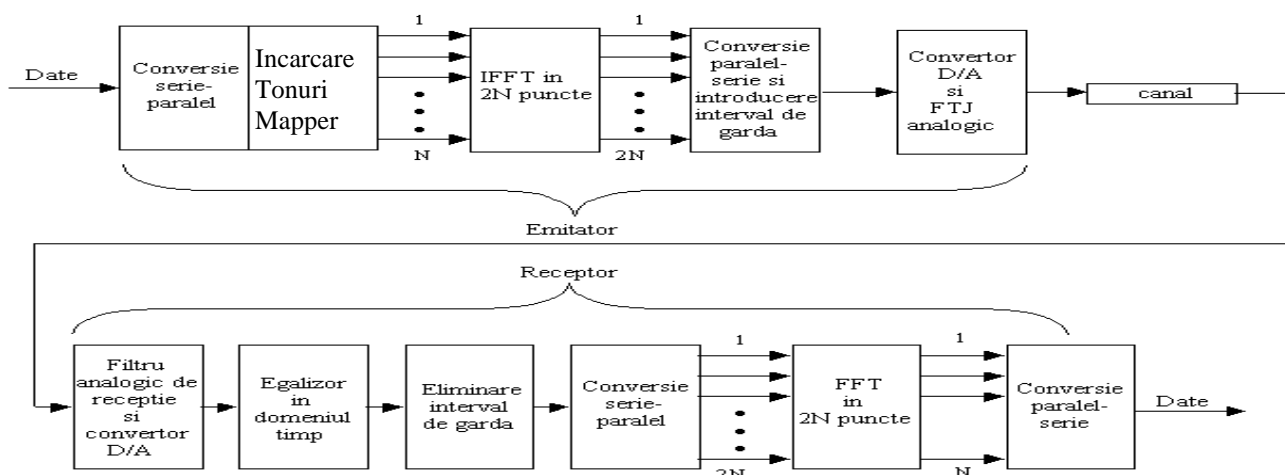 Date
Conversie
serie-
paralel
Incarcare
Tonuri
Mapper
1
N
IFFT in
2N puncte
1
2N
Conversie
paralel-
serie si
introducere
interval de
garda
Convertor
D/A
si
FTJ
analogic
canal
Emitator
Receptor
Filtru
analogic de
receptie
si
convertor
D/A
Egalizor
in
domeniul
timp
Eliminare
interval
de garda
Conversie
serie-
paralel
1
2N
FFT
in
2N puncte
1
N
Conversie
paralel-
serie
Date